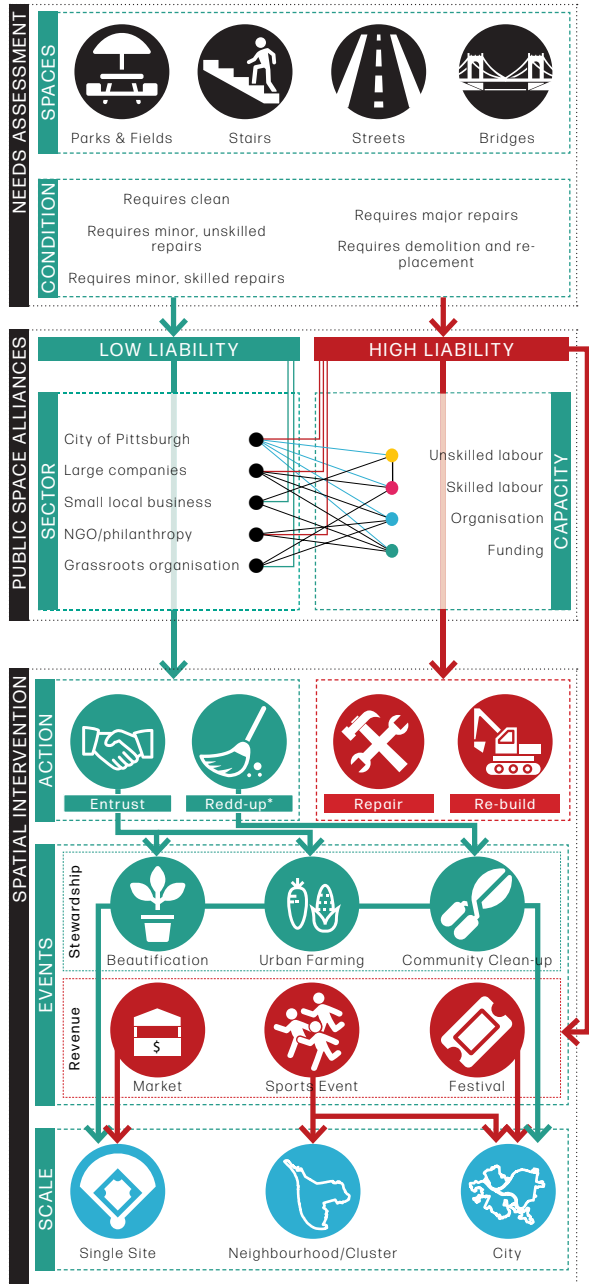 NEEDS ASSESSMENT
SPACES
Parks & Fields
Stairs
Streets
Bridges
CONDITION
Requires clean
Requires minor, unskilled
repairs
Requires minor, skilled repairs
Requires major repairs
Requires demolition and re-
placement
PUBLIC SPACE ALLIANCES
LOW LIABILITY
HIGH LIABILITY
SECTOR
City of Pittsburgh
Large companies
Small local business
NGO/philanthropy
Grassroots organisation
Unskilled labour
Skilled labour
Organisation
Funding
CAPACITY
SPATIAL INTERVENTION
ACTION
Entrust
Redd-up*
Repair
Re-build
EVENTS
Stewardship
Beautification
Urban Farming
Community Clean-up
Revenue
$
Market
Sports Event
Festival
SCALE
Single Site
Neighbourhood/Cluster
City